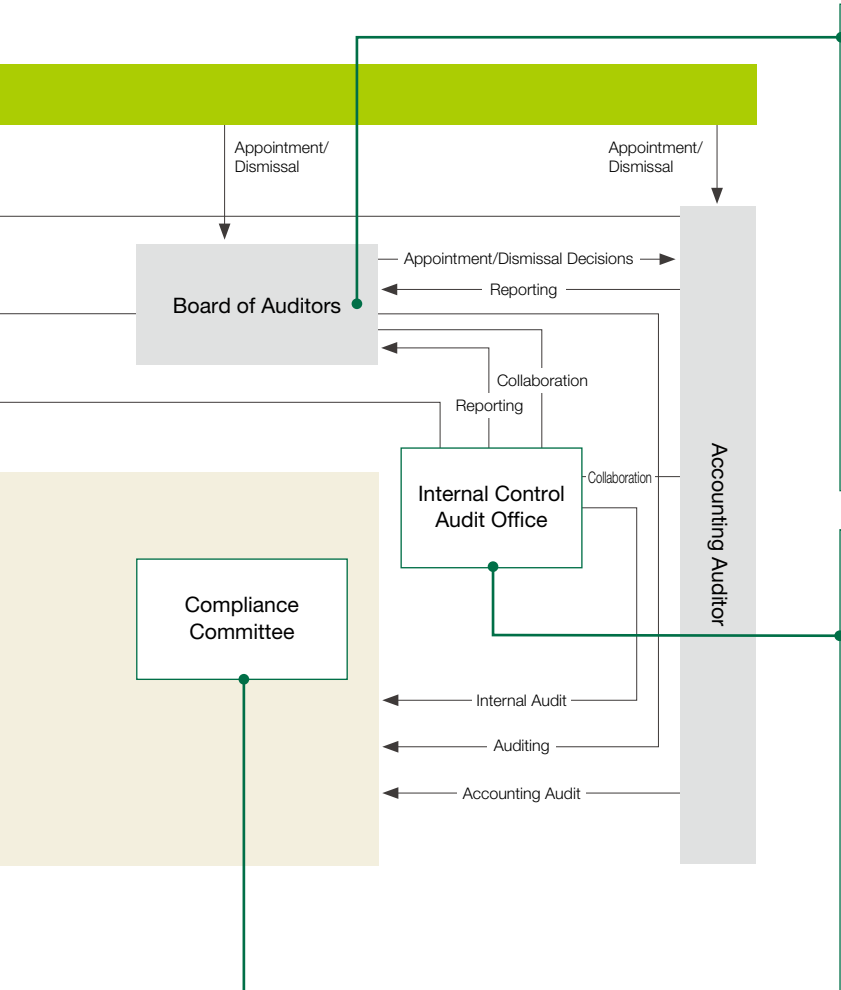 Appointment/
Dismissal
Appointment/
Dismissal
Appointment/Dismissal Decisions
Board of Auditors
Reporting
Collaboration
Reporting
Internal Control
Audit Office
Collaboration
Accounting Auditor
Compliance
Committee
Internal Audit
Auditing
Accounting Audit